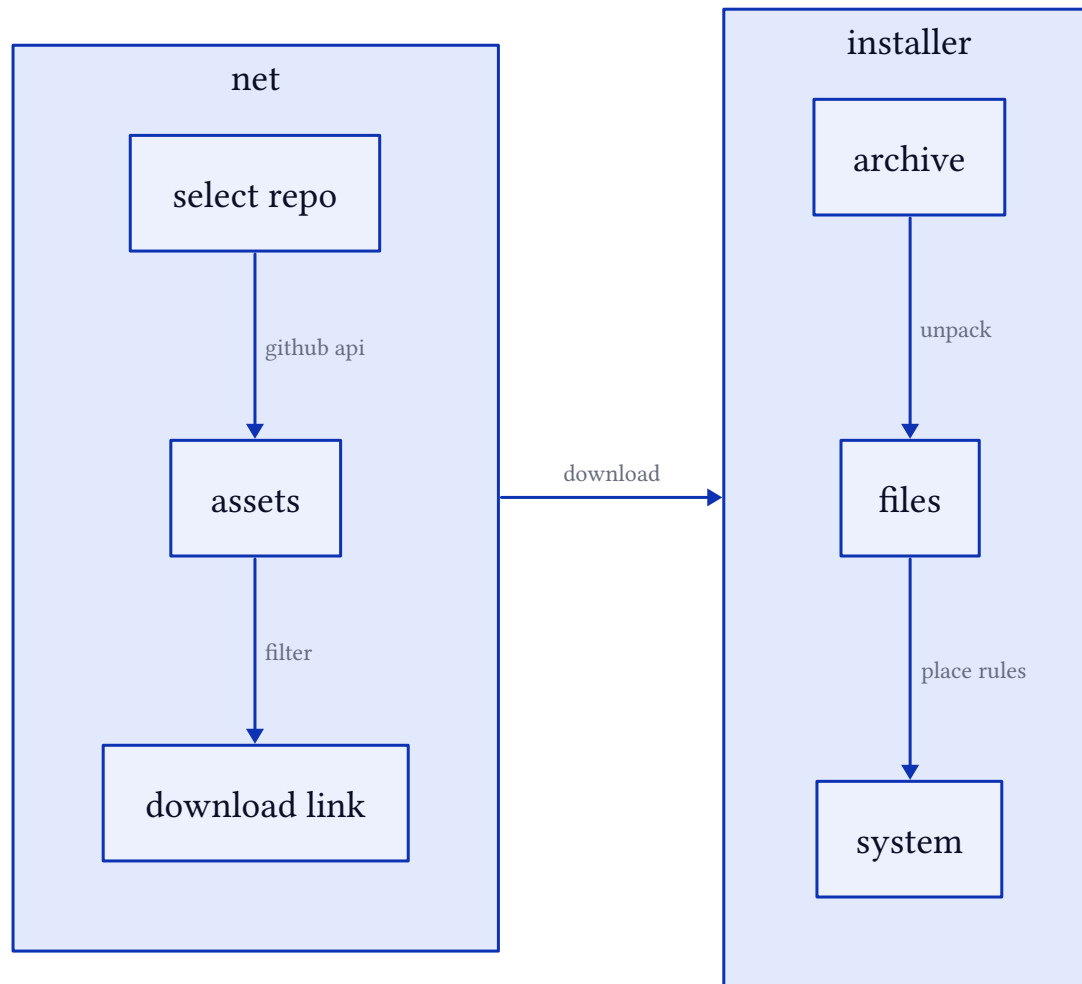 net
select repo
github api
assets
filter
download link
download
installer
archive
unpack
files
place rules
system